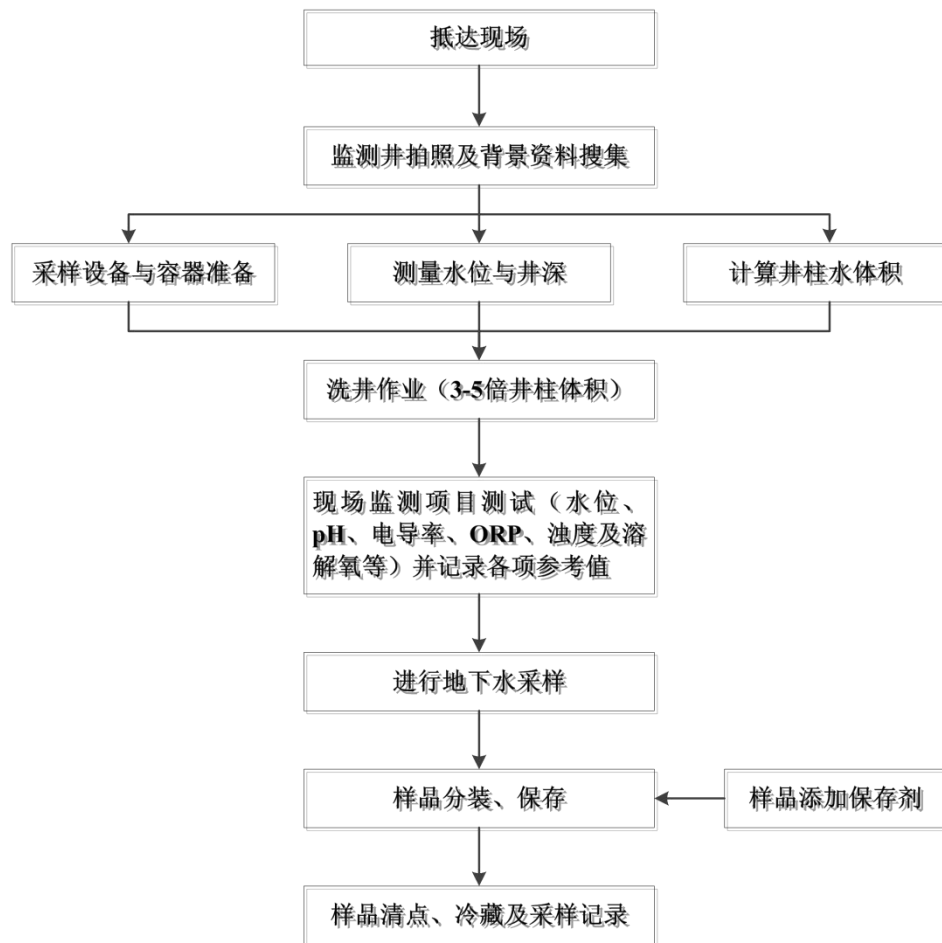 抵达现场
监测井拍照及背景资料搜集
采样设备与容器准备
测量水位与井深
计算井柱水体积
洗井作业（3-5倍井柱体积）
现场监测项目测试（水位、
pH、电导率、ORP、浊度及溶
解氧等）并记录各项参考值
进行地下水采样
样品分装、保存
样品添加保存剂
样品清点、冷藏及采样记录